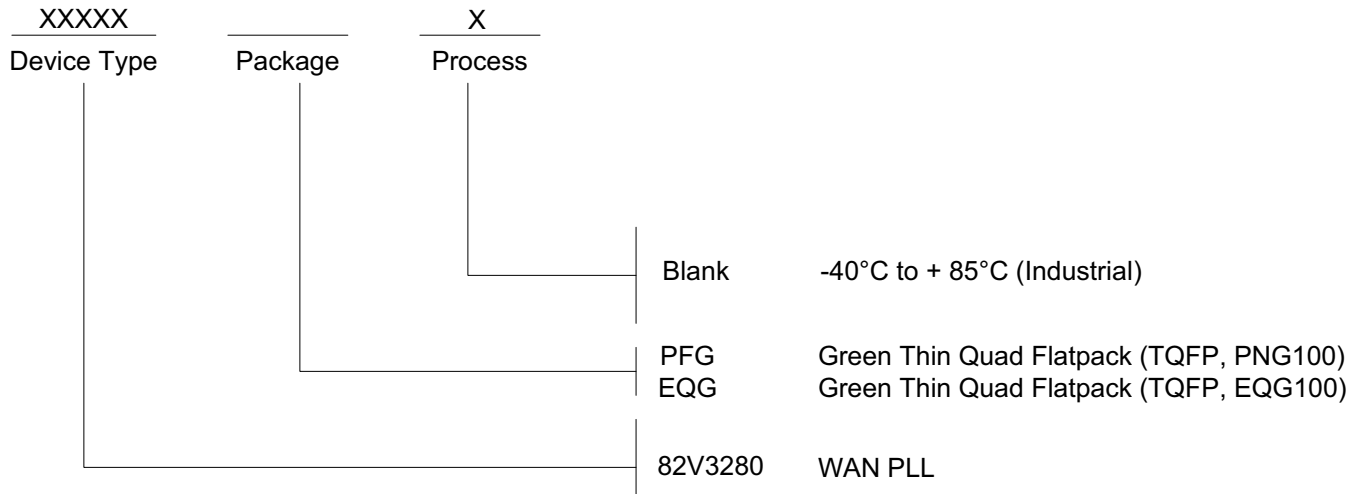 XXXXX X
Device Type Package Process
Blank -40°C to + 85°C (Industrial)
PFG Green Thin Quad Flatpack (TQFP, PNG100)
EQG Green Thin Quad Flatpack (TQFP, EQG100)
82V3280 WAN PLL